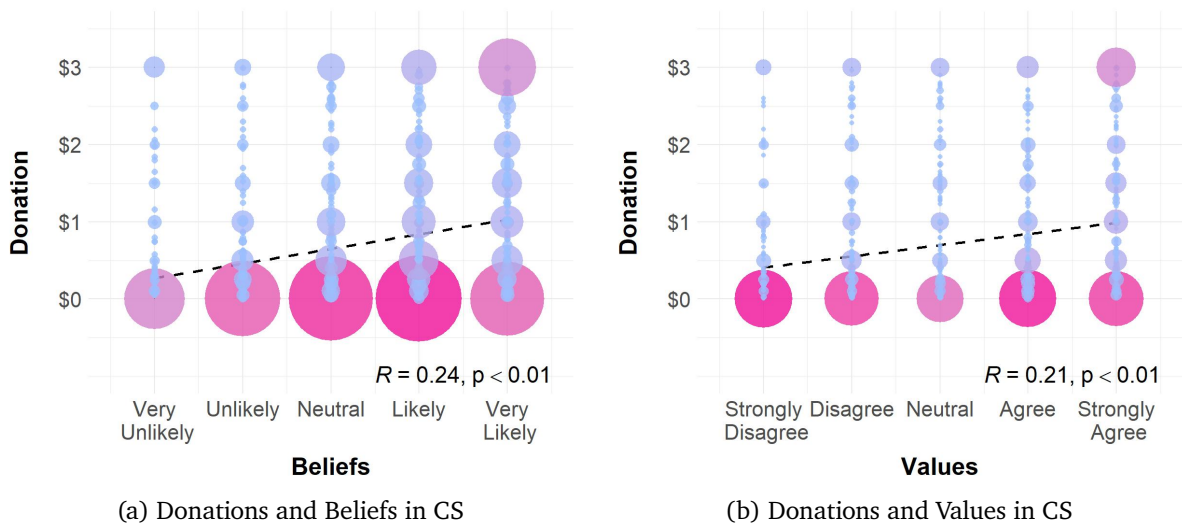 Donation
$3
$2
$1
$0
R = 0.24, p < 0.01
Very Unlikely
Unlikely
Neutral
Likely
Very Likely
Beliefs
(a) Donations and Beliefs in CS
Donation
$3
$2
$1
$0
R = 0.21, p < 0.01
Strongly Disagree
Disagree
Neutral
Agree
Strongly Agree
Values
(b) Donations and Values in CS